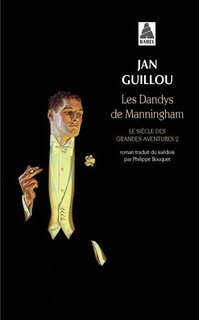 BABEL
JAN
GUILLOU
Les Dandys
de Manningham
LE SIÈCLE DES
GRANDES AVENTURES 2
roman traduit du suédois
par Philippe Bouquet